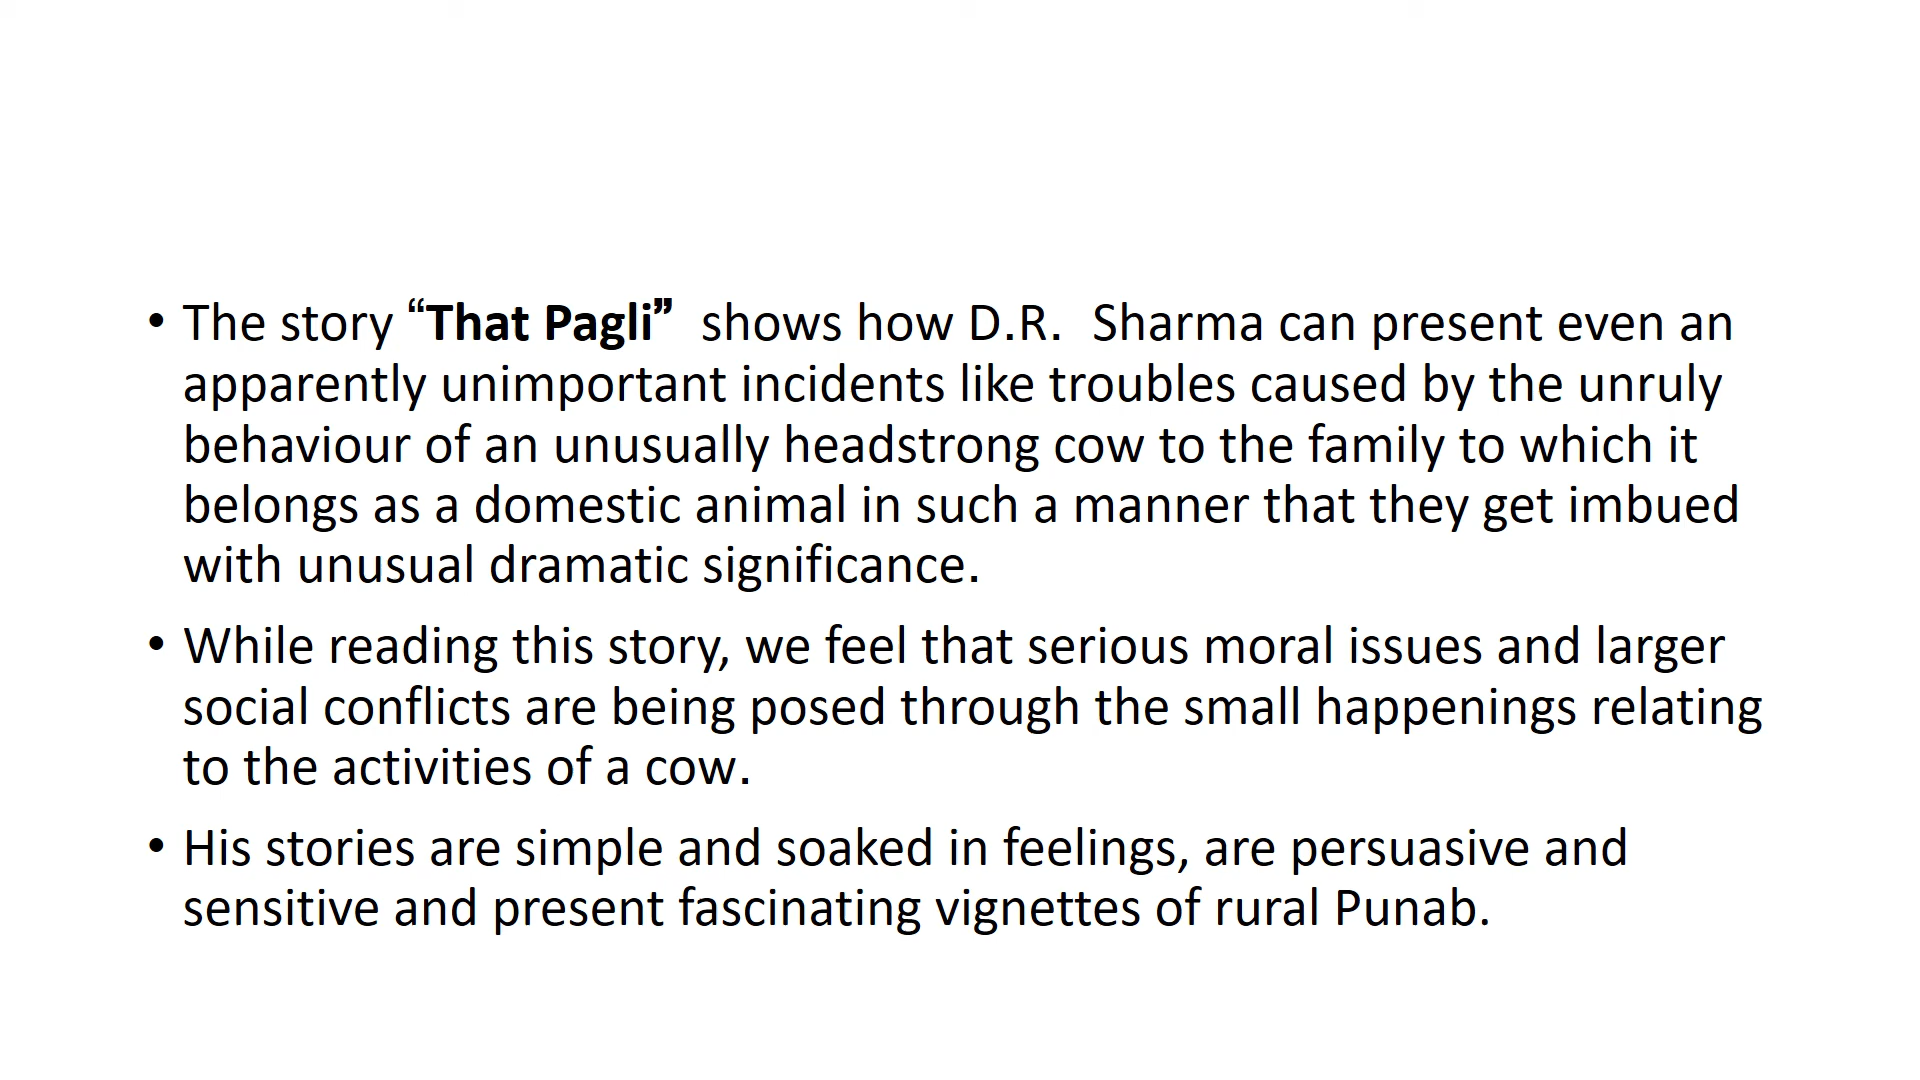 • The story “That Pagli”  shows how D.R.  Sharma can present even an
apparently unimportant incidents like troubles caused by the unruly
behaviour of an unusually headstrong cow to the family to which it
belongs as a domestic animal in such a manner that they get imbued
with unusual dramatic significance.
• While reading this story, we feel that serious moral issues and larger
social conflicts are being posed through the small happenings relating
to the activities of a cow.
• His stories are simple and soaked in feelings, are persuasive and
sensitive and present fascinating vignettes of rural Punab.